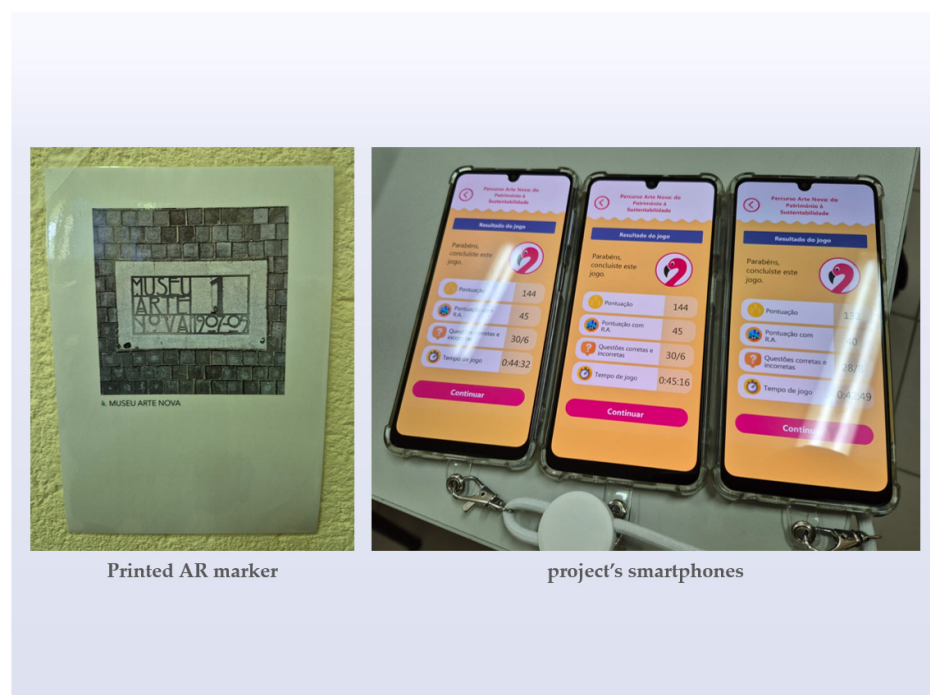 MUSEU
ARTE 1
NOVA 1907-09
4. MUSEU ARTE NOVA
Percurso Arte Nova: do
Património à
Sustentabilidade
Resultado do jogo
Parabéns,
concluíste este
jogo.
Pontuação 144
Pontuação com
R.A. 45
Questões corretas e
incorretas 30/6
Tempo de jogo 0:44:32
Continuar
Percurso Arte Nova: do
Património à
Sustentabilidade
Resultado do jogo
Parabéns,
concluíste este
jogo.
Pontuação 144
Pontuação com
R.A. 45
Questões corretas e
incorretas 30/6
Tempo de jogo 0:45:16
Continuar
Percurso Arte Nova: do
Património à
Sustentabilidade
Resultado do jogo
Parabéns,
concluíste este
jogo.
Pontuação
Pontuação com
R.A.
Questões corretas e
incorretas
Tempo de jogo
Continuar
Printed AR marker
project's smartphones